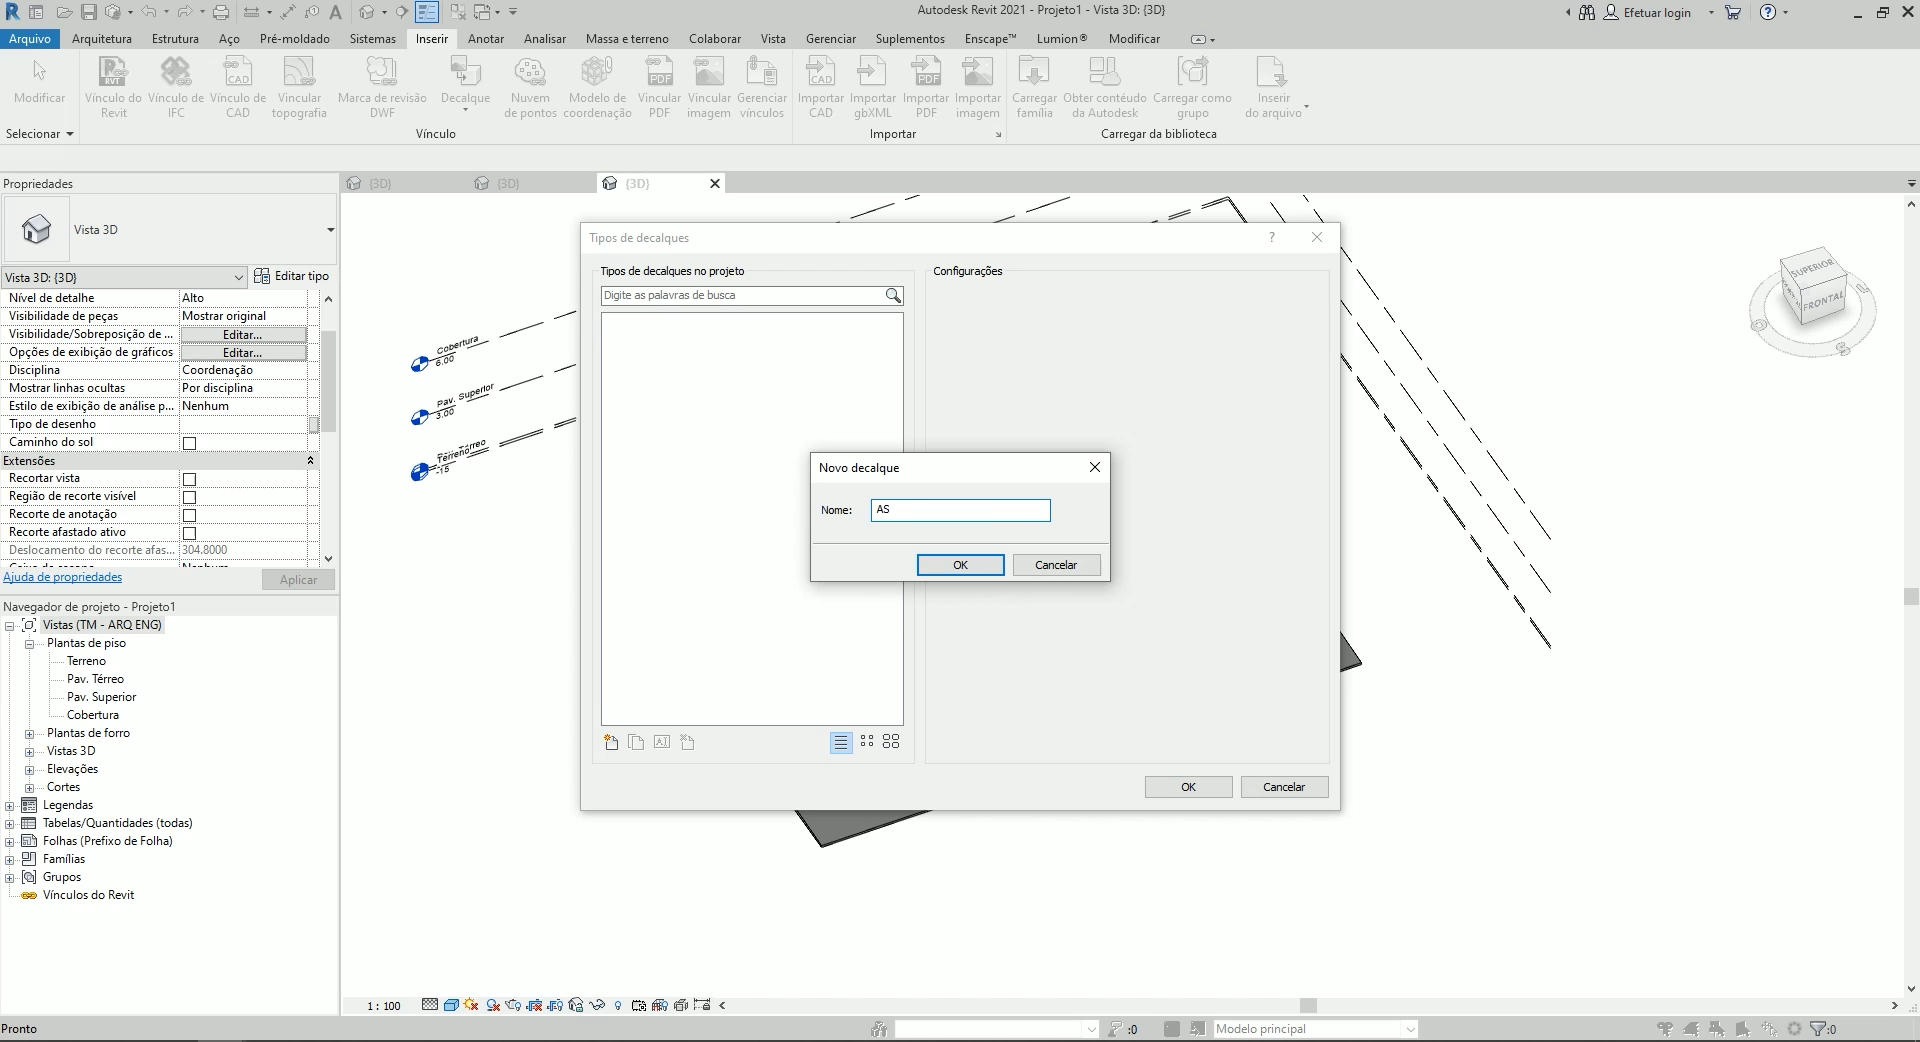 Autodesk Revit 2021 - Projeto1 - Vista 3D: {3D}
Efetuar login
Arquivo Arquitetura Estrutura Aço Pré-moldado Sistemas Inserir Anotar Analisar Massa e terreno Colaborar Vista Gerenciar Suplementos Enscape™ Lumion® Modificar
Modificar
Vínculo do Revit
Vínculo de IFC
Vínculo de CAD
Vincular topografia
Marca de revisão DWF
Decalque
Nuvem de pontos
Modelo de coordenação
Vincular PDF
Vincular imagem
Gerenciar vínculos
Importar CAD
Importar gbXML
Importar PDF
Importar imagem
Carregar família
Obter contéudo da Autodesk
Carregar como grupo
Inserir do arquivo
Selecionar
Vínculo
Importar
Carregar da biblioteca
Propriedades
{3D}
{3D}
{3D}
Vista 3D
Vista 3D: {3D}
Editar tipo
Nível de detalhe Alto
Visibilidade de peças Mostrar original
Visibilidade/Sobreposição de ... Editar...
Opções de exibição de gráficos Editar...
Disciplina Coordenação
Mostrar linhas ocultas Por disciplina
Estilo de exibição de análise p... Nenhum
Tipo de desenho
Caminho do sol
Extensões
Recortar vista
Região de recorte visível
Recorte de anotação
Recorte afastado ativo
Deslocamento do recorte afas... 304.8000
Ajuda de propriedades
Aplicar
Navegador de projeto - Projeto1
Vistas (TM - ARQ ENG)
Plantas de piso
Terreno
Pav. Térreo
Pav. Superior
Cobertura
Plantas de forro
Vistas 3D
Elevações
Cortes
Legendas
Tabelas/Quantidades (todas)
Folhas (Prefixo de Folha)
Famílias
Grupos
Vínculos do Revit
Cobertura
6.00
Pav. Superior
3.00
Terreno
-15
SUPERIOR
FRONTAL
Tipos de decalques
?
Tipos de decalques no projeto
Digite as palavras de busca
Configurações
Novo decalque
Nome: AS
OK Cancelar
OK Cancelar
1 : 100
Pronto
:0
Modelo principal
:0